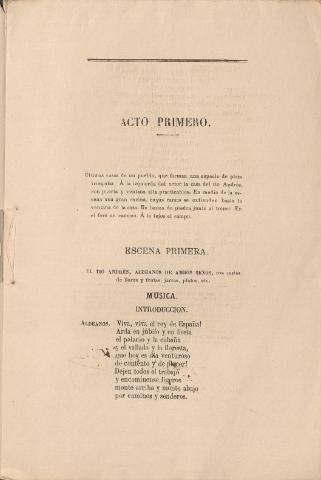 ACTO PRIMERO.
Últimas casas de un pueblo, que forman una especie de plaza
irregular. Á la izquierda del actor la casa del tio Andrés,
con puerta y ventana alta practicables. En medio de la es-
cena una gran encina, cuyas ramas se extienden hasta la
ventana de la casa. Un banco de piedra junto al tronco. En
el foro un camino. Á lo lejos el campo.
ESCENA PRIMERA.
EL TIO ANDRÉS, ALDEANOS DE AMBOS SEXOS, con cestas
de flores y frutas, jarras, platos, etc.
MÚSICA.
INTRODUCCION.
ALDEANOS. Viva, viva el rey de España!
Arda en júbilo y en fiesta
el palacio y la cabaña
y el vallado y la floresta,
que hoy es dia venturoso
de contento y de placer!
Dejen todos el trabajo
y encamínense ligeros
monte arriba y monte abajo
por caminos y senderos.